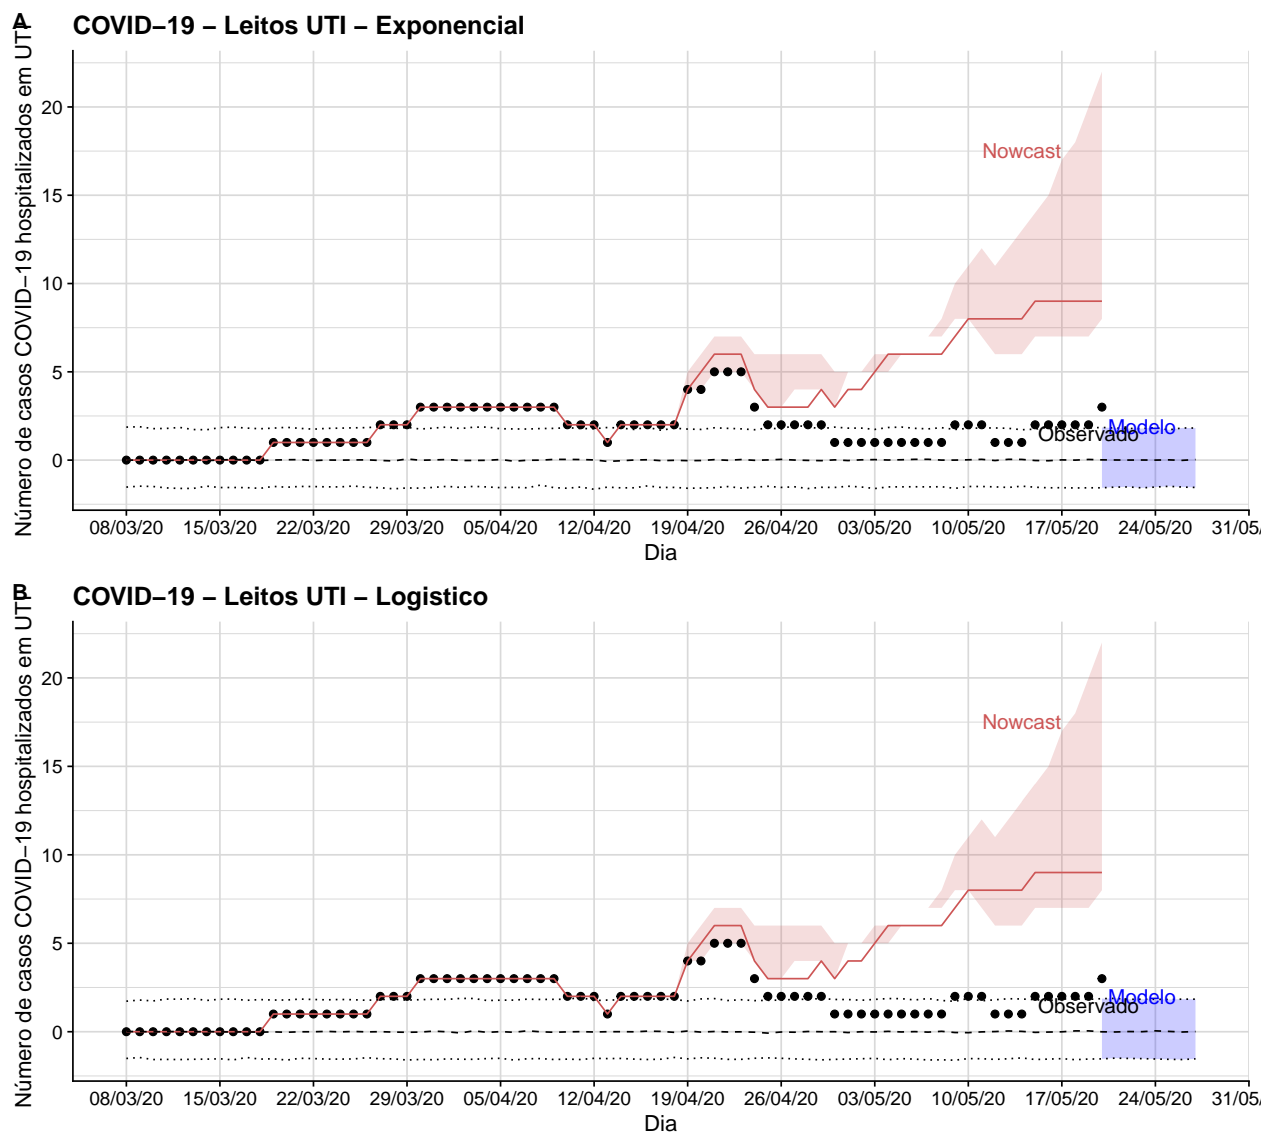 A
COVID–19 – Leitos UTI – Exponencial
Número de casos COVID–19 hospitalizados em UTI
20
15
10
5
0
Nowcast
Modelo
Observado
08/03/20 15/03/20 22/03/20 29/03/20 05/04/20 12/04/20 19/04/20 26/04/20 03/05/20 10/05/20 17/05/20 24/05/20 31/05/
Dia
B
COVID–19 – Leitos UTI – Logistico
Número de casos COVID–19 hospitalizados em UTI
20
15
10
5
0
Nowcast
Modelo
Observado
08/03/20 15/03/20 22/03/20 29/03/20 05/04/20 12/04/20 19/04/20 26/04/20 03/05/20 10/05/20 17/05/20 24/05/20 31/05/
Dia